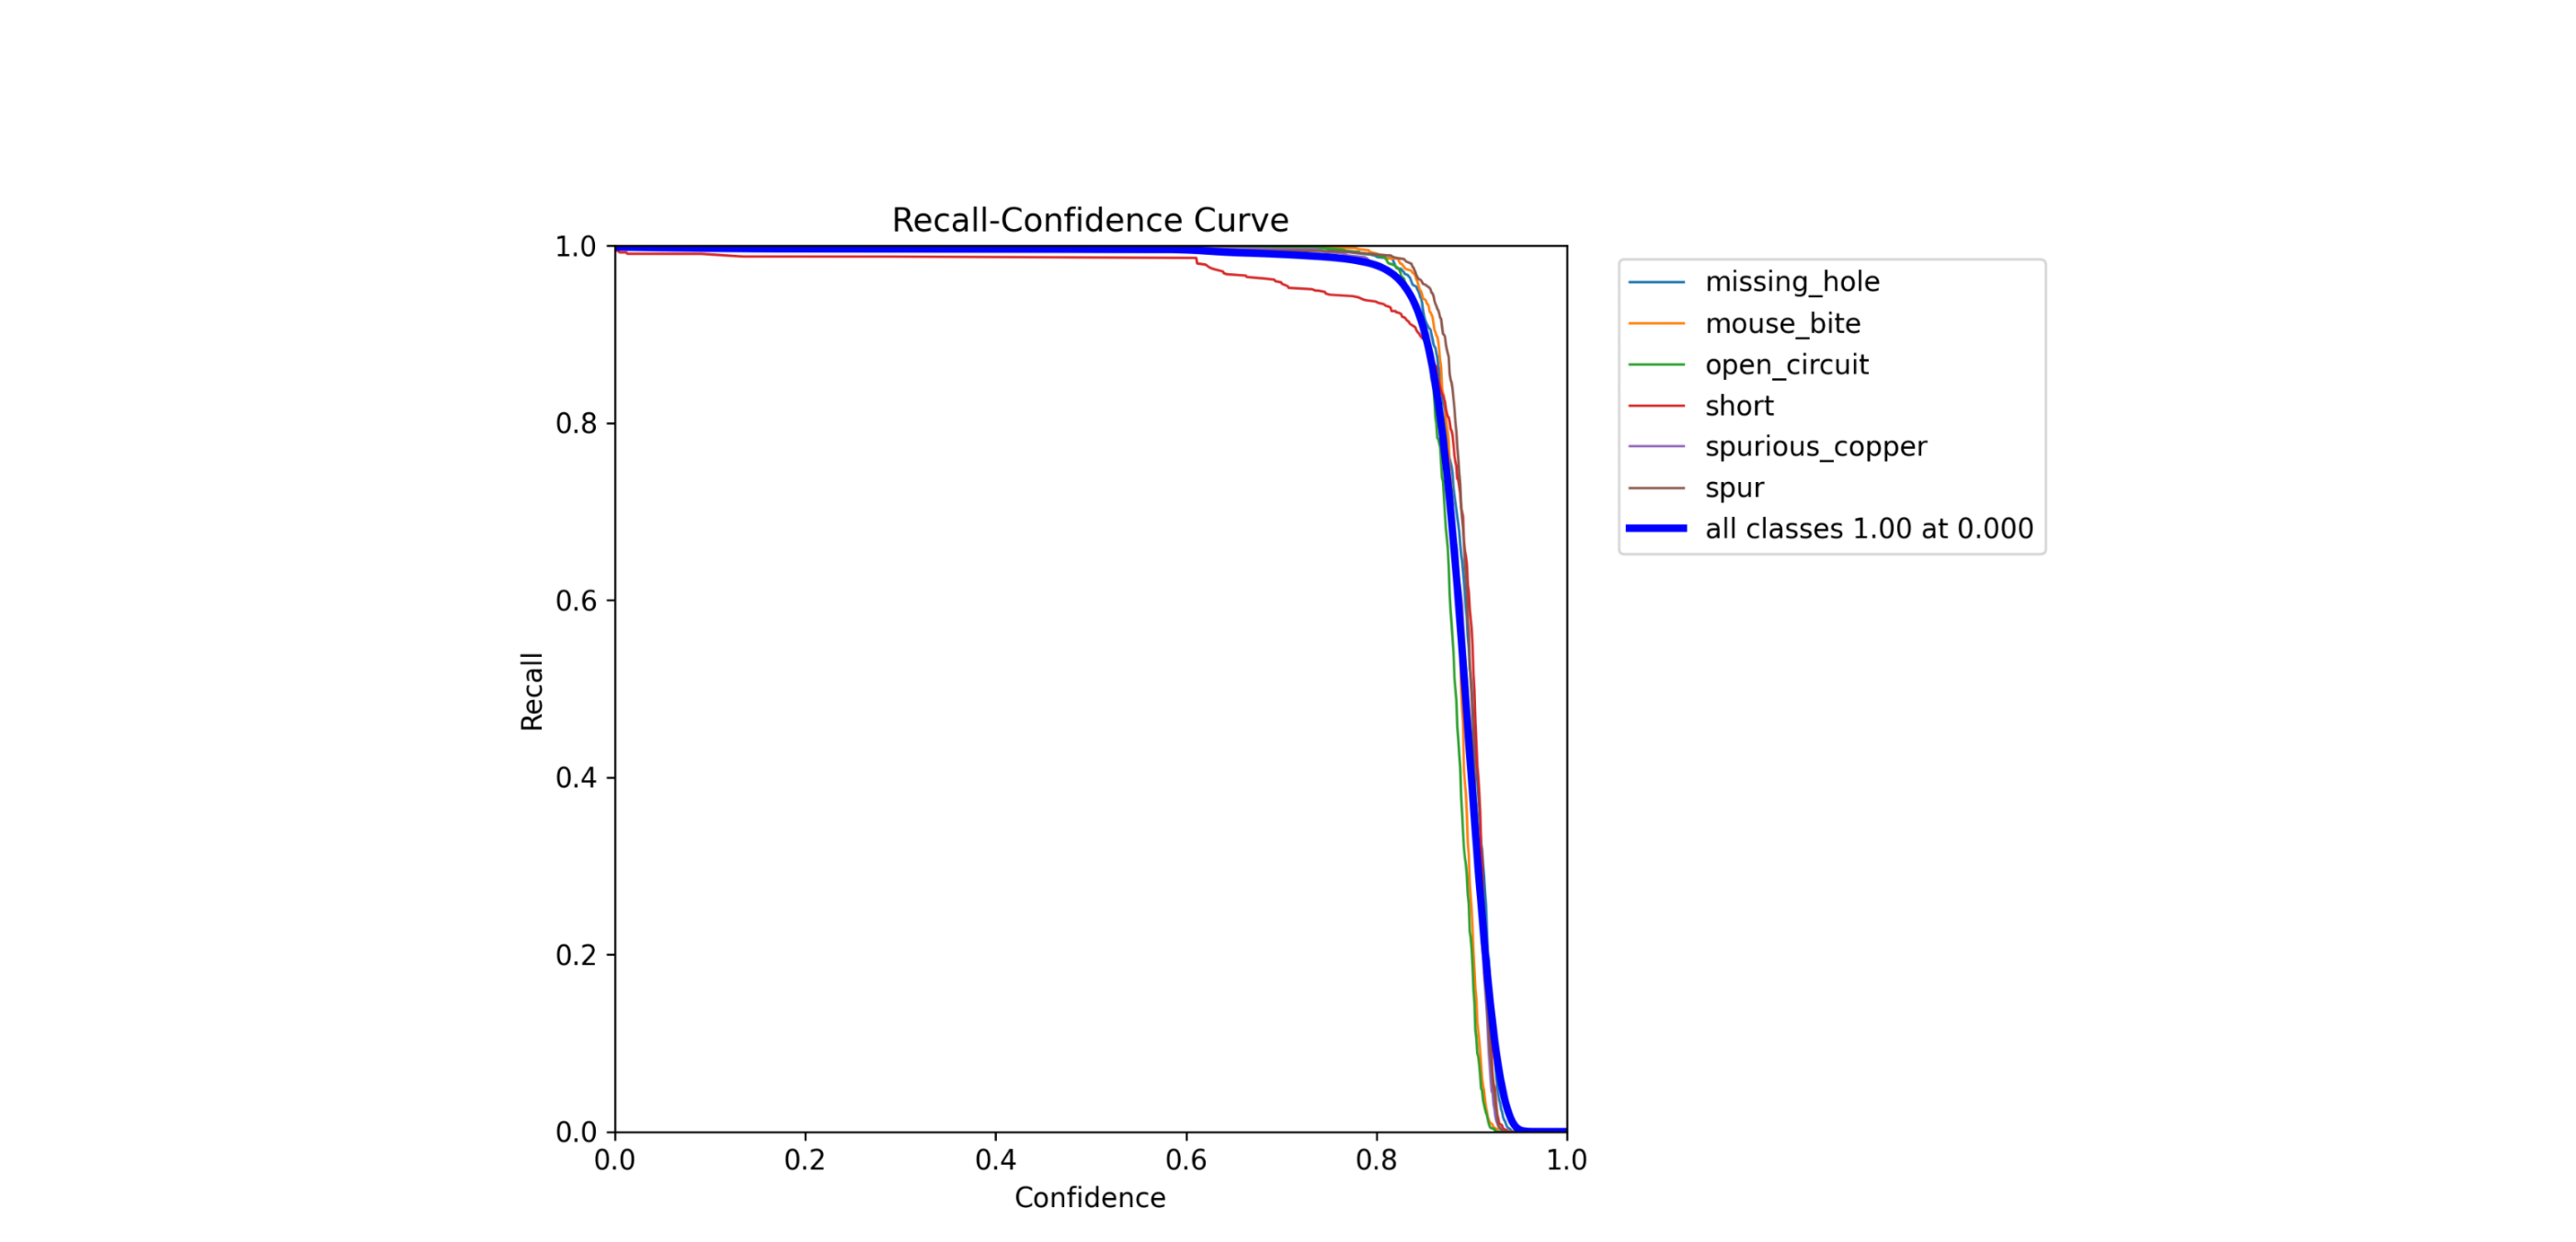 Recall-Confidence Curve
1.0
0.8
0.6
0.4
0.2
0.0
Recall
0.0 0.2 0.4 0.6 0.8 1.0
Confidence
missing_hole
mouse_bite
open_circuit
short
spurious_copper
spur
all classes 1.00 at 0.000